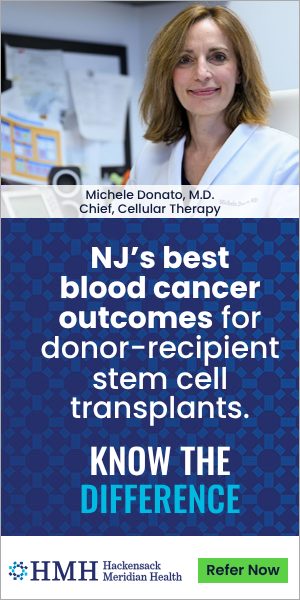 Michele Donato, M.D.
Chief, Cellular Therapy
NJ’s best
blood cancer
outcomes for
donor-recipient
stem cell
transplants.
KNOW THE
DIFFERENCE
HMH Hackensack
Meridian Health
Refer Now